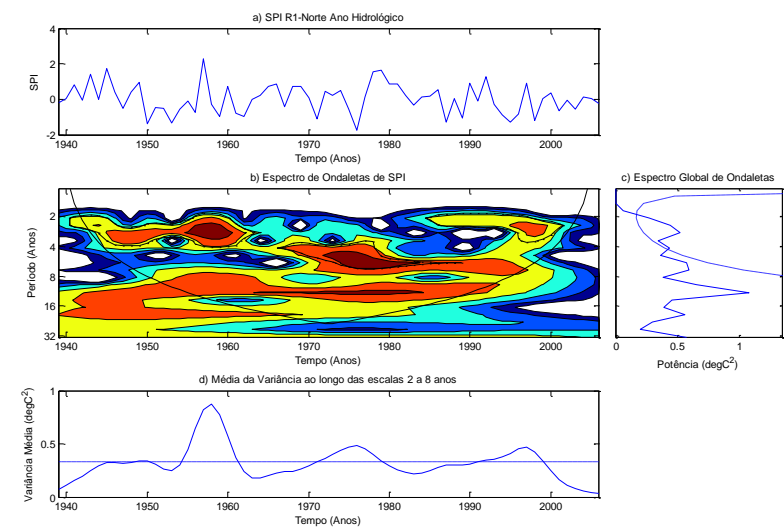 a) SPI R1-Norte Ano Hidrológico
SPI
4
2
0
-2
1940 1950 1960 1970 1980 1990 2000
Tempo (Anos)
b) Espectro de Ondaletas de SPI
Período (Anos)
2
4
8
16
32
1940 1950 1960 1970 1980 1990 2000
Tempo (Anos)
c) Espectro Global de Ondaletas
2
4
8
16
0 0.5 1
Potência (degC²)
d) Média da Variância ao longo das escalas 2 a 8 anos
Variância Média (degC²)
1
0.5
0
1940 1950 1960 1970 1980 1990 2000
Tempo (Anos)